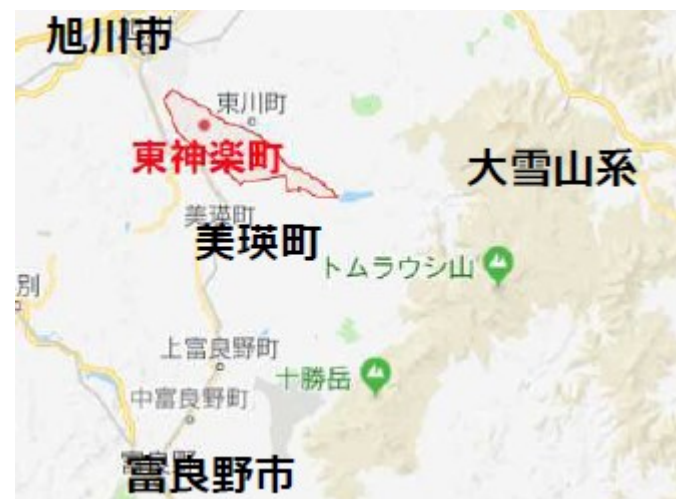 旭川市
東川町
東神楽町
大雪山系
美瑛町
美瑛町
トムラウシ山
別
上富良野町
十勝岳
中富良野町
富良野市